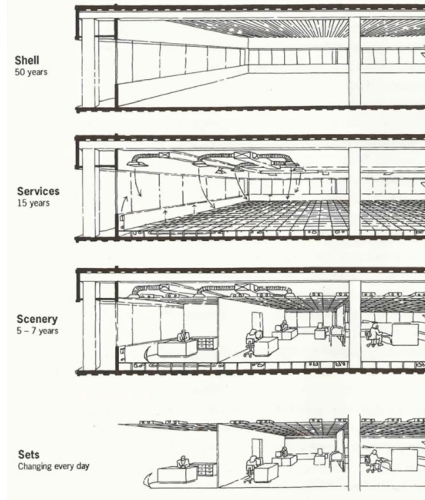 Shell
50 years
Services
15 years
Scenery
5 – 7 years
Sets
Changing every day